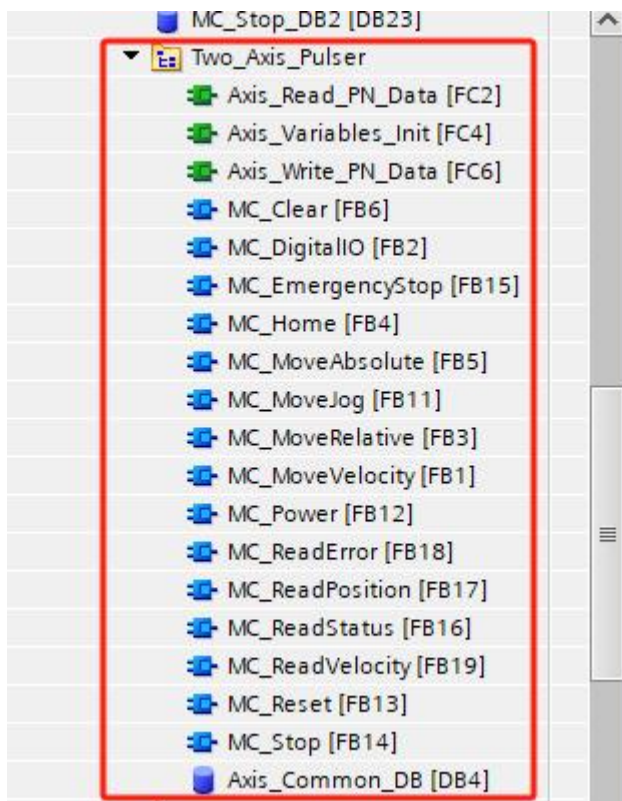 MC_Stop_DB2 [DB23]
Two_Axis_Pulser
Axis_Read_PN_Data [FC2]
Axis_Variables_Init [FC4]
Axis_Write_PN_Data [FC6]
MC_Clear [FB6]
MC_DigitalIO [FB2]
MC_EmergencyStop [FB15]
MC_Home [FB4]
MC_MoveAbsolute [FB5]
MC_MoveJog [FB11]
MC_MoveRelative [FB3]
MC_MoveVelocity [FB1]
MC_Power [FB12]
MC_ReadError [FB18]
MC_ReadPosition [FB17]
MC_ReadStatus [FB16]
MC_ReadVelocity [FB19]
MC_Reset [FB13]
MC_Stop [FB14]
Axis_Common_DB [DB4]